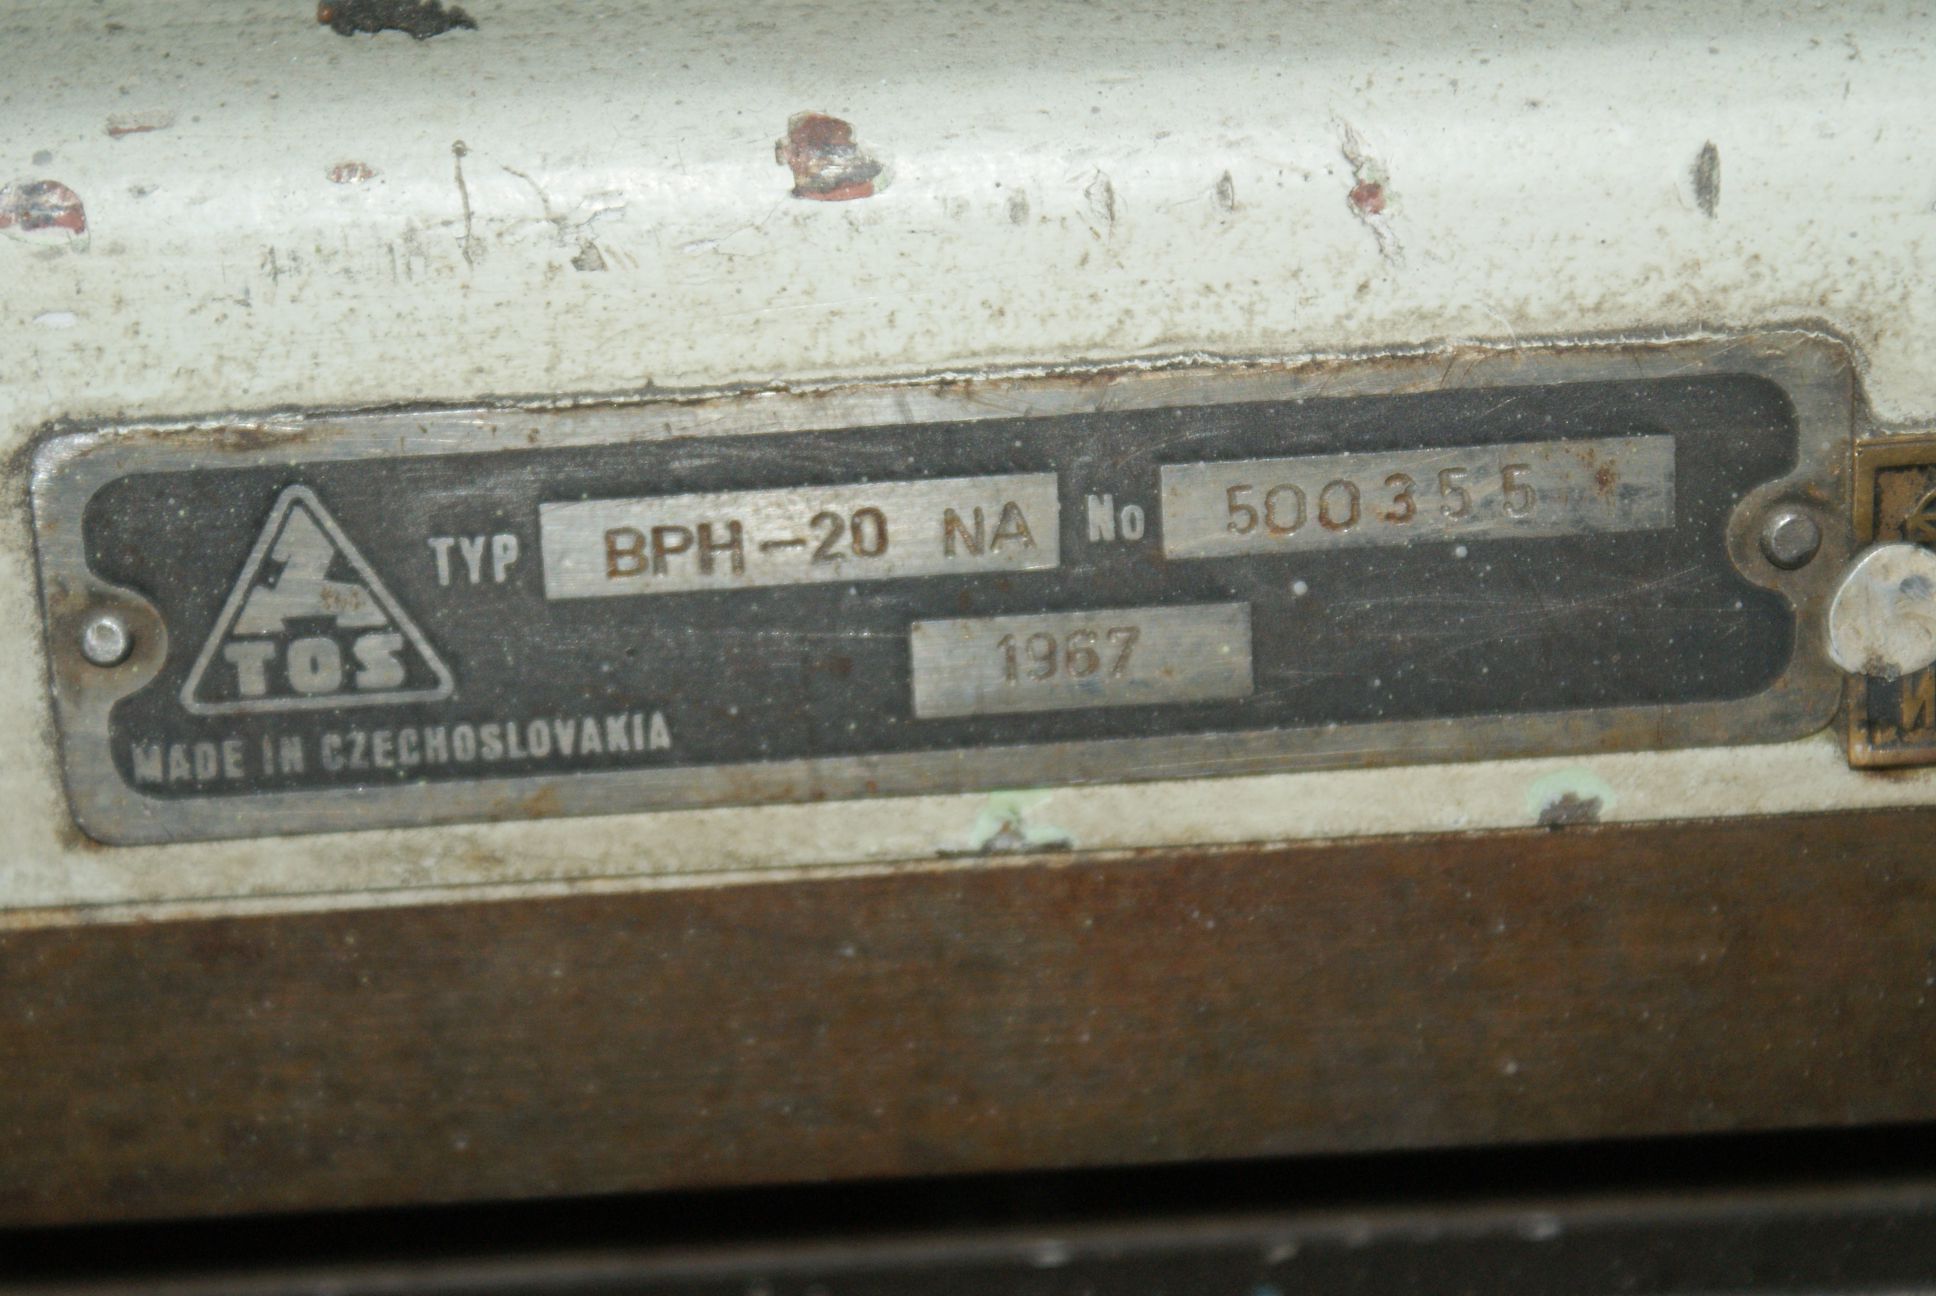 TYP BPH-20 NA No 500355
TOS
1967
MADE IN CZECHOSLOVAKIA